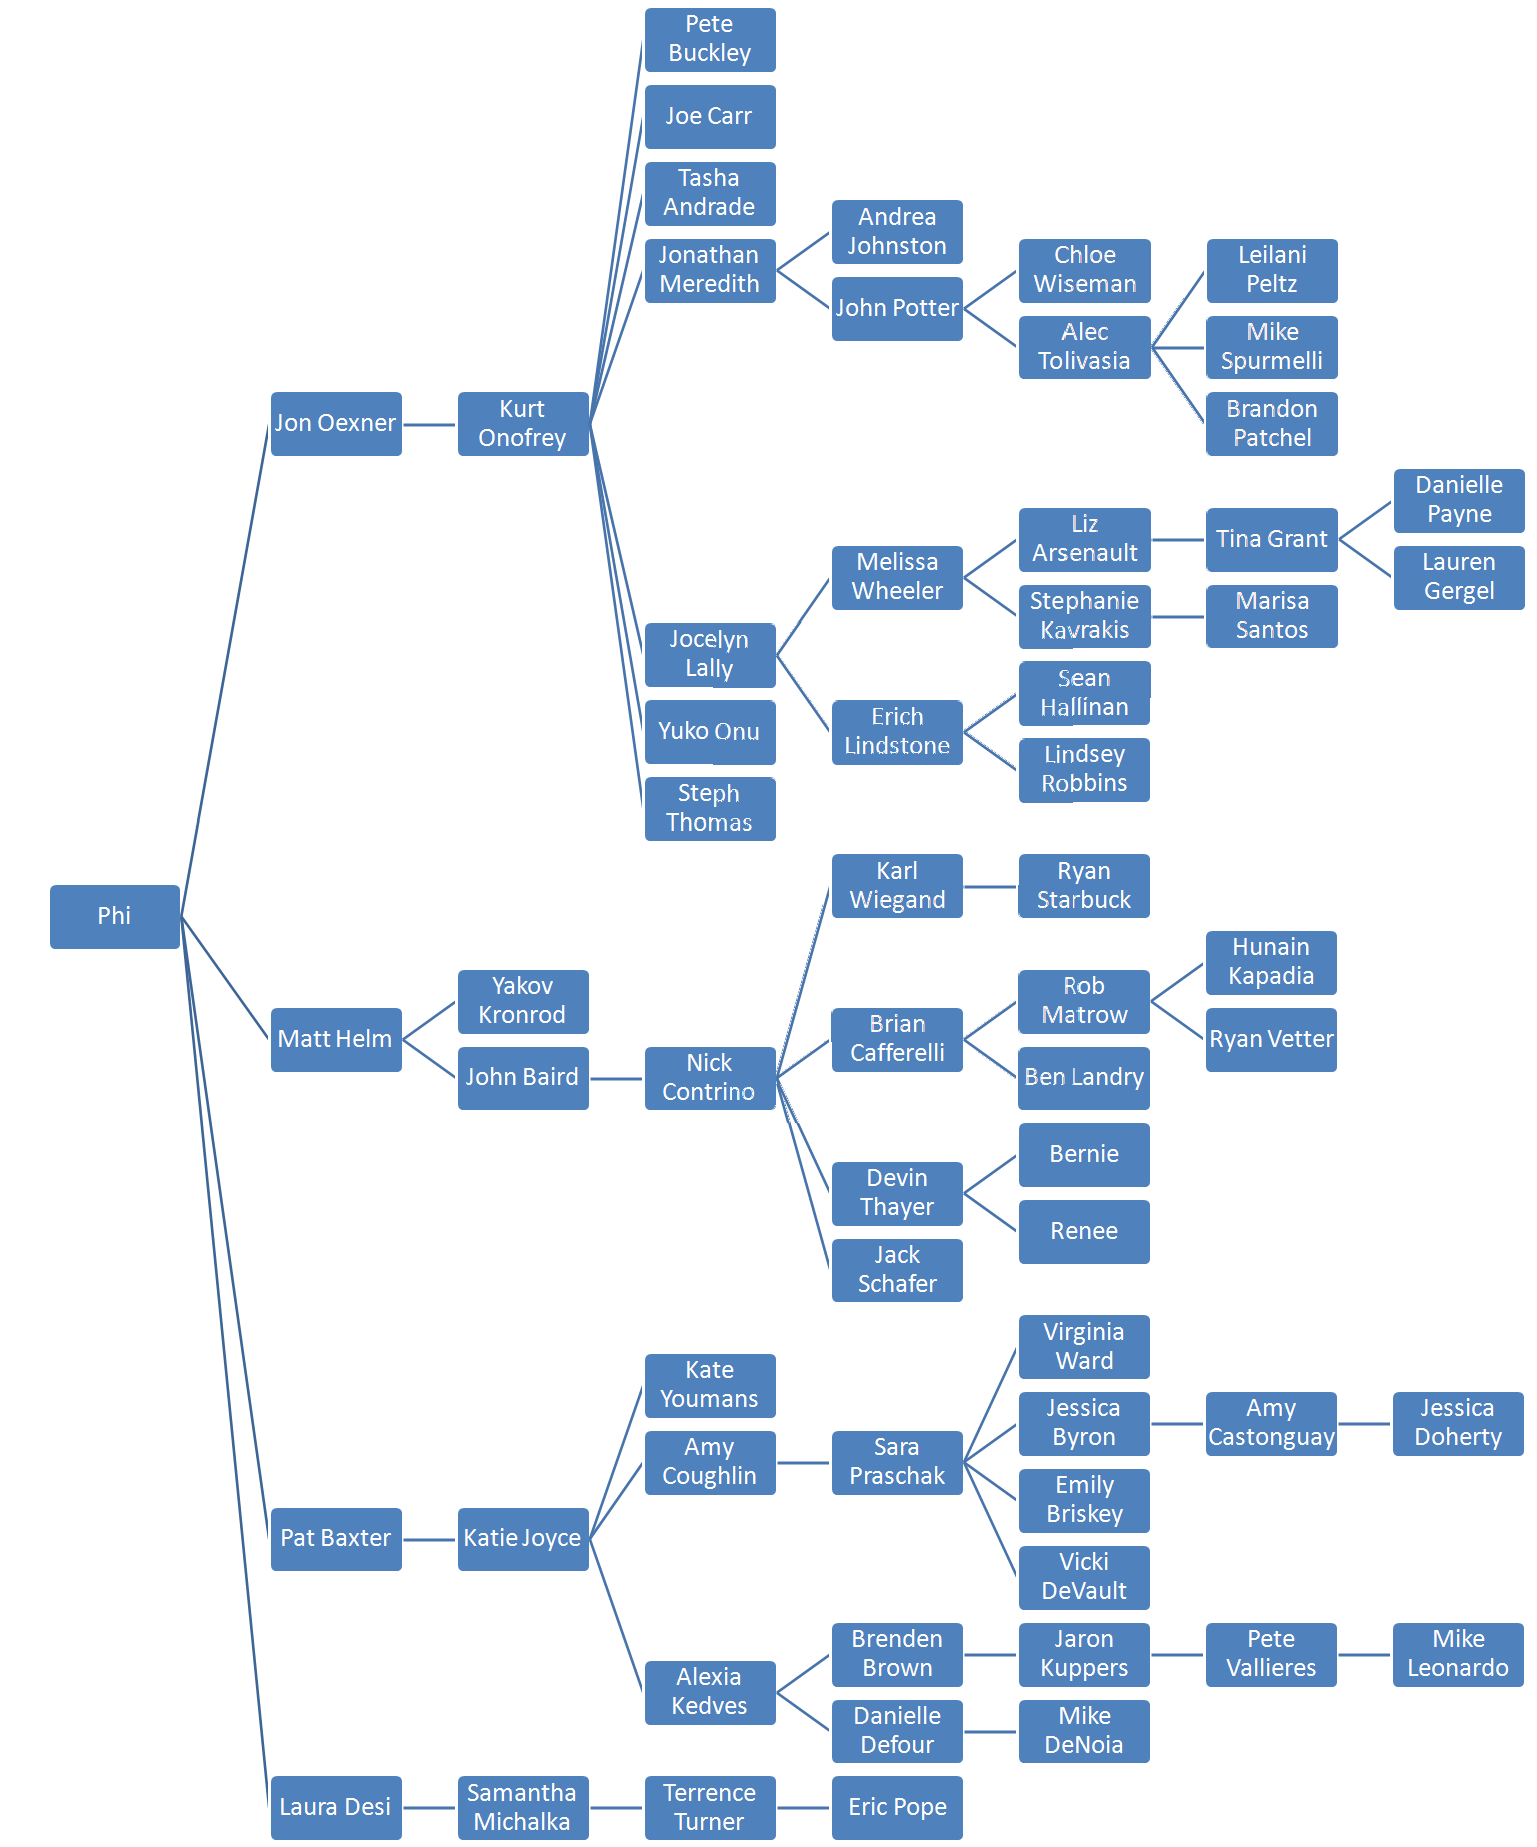 Pete
Buckley
Joe Carr
Tasha
Andrade
Jonathan
Meredith
Andrea
Johnston
John Potter
Chloe
Wiseman
Alec
Tolivasia
Leilani
Peltz
Mike
Spurmelli
Brandon
Patchel
Jon Oexner
Kurt
Onofrey
Danielle
Payne
Lauren
Gergel
Liz
Arsenault
Tina Grant
Melissa
Wheeler
Stephanie
Kavrakis
Marisa
Santos
Jocelyn
Lally
Sean
Hallinan
Erich
Lindstone
Lindsey
Robbins
Yuko Onu
Steph
Thomas
Phi
Karl
Wiegand
Ryan
Starbuck
Hunain
Kapadia
Rob
Matrow
Ryan Vetter
Brian
Cafferelli
Ben Landry
Yakov
Kronrod
Matt Helm
John Baird
Nick
Contrino
Bernie
Devin
Thayer
Renee
Jack
Schafer
Virginia
Ward
Kate
Youmans
Jessica
Byron
Amy
Castonguay
Jessica
Doherty
Amy
Coughlin
Sara
Praschak
Emily
Briskey
Pat Baxter
Katie Joyce
Vicki
DeVault
Brenden
Brown
Jaron
Kuppers
Pete
Vallieres
Mike
Leonardo
Alexia
Kedves
Danielle
Defour
Mike
DeNoia
Laura Desi
Samantha
Michalka
Terrence
Turner
Eric Pope